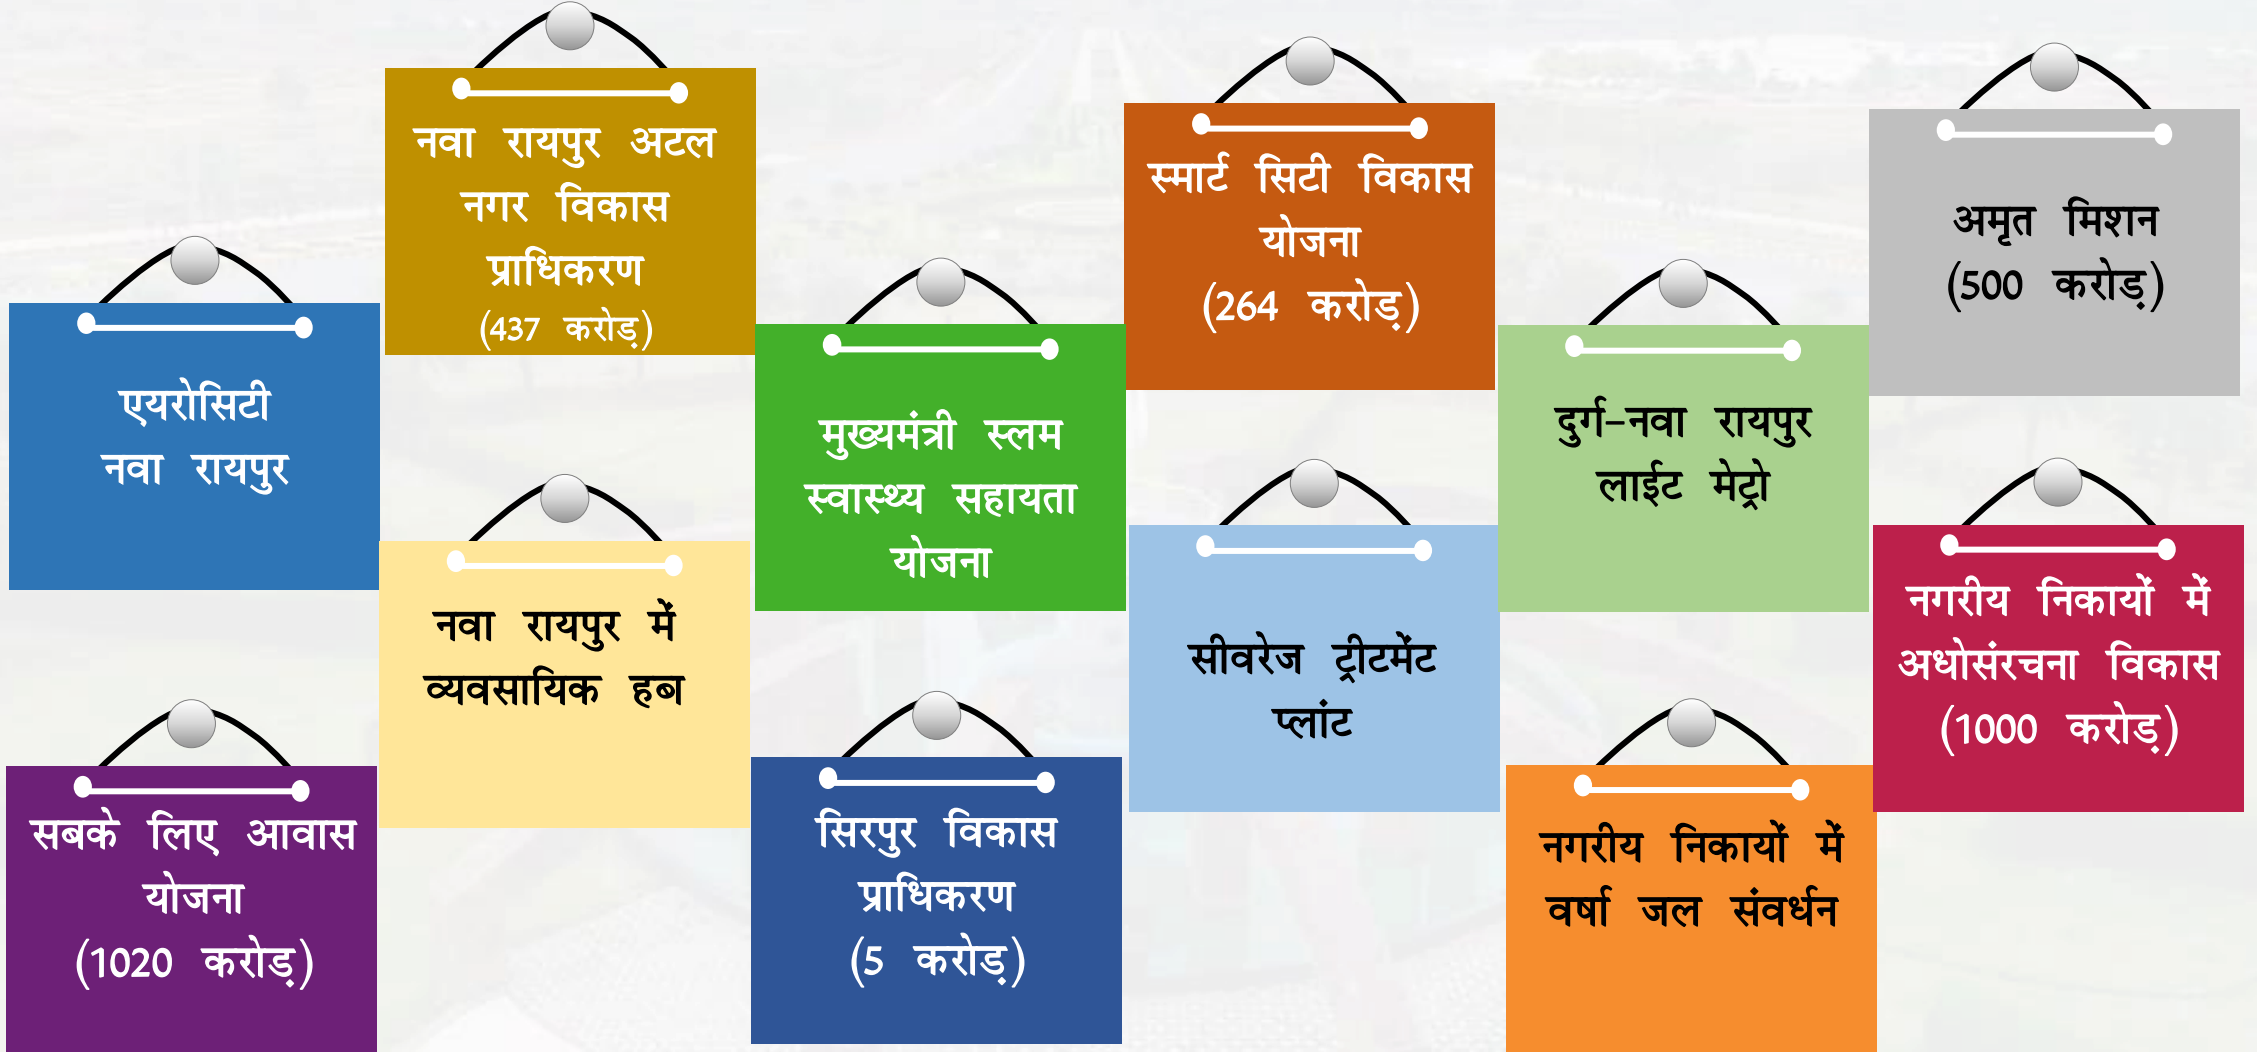 नवा रायपुर अटल
नगर विकास
प्राधिकरण
(437 करोड़)
स्मार्ट सिटी विकास
योजना
(264 करोड़)
अमृत मिशन
(500 करोड़)
एयरोसिटी
नवा रायपुर
मुख्यमंत्री स्लम
स्वास्थ्य सहायता
योजना
दुर्ग-नवा रायपुर
लाईट मेट्रो
नवा रायपुर में
व्यवसायिक हब
सीवरेज ट्रीटमेंट
प्लांट
नगरीय निकायों में
अधोसंरचना विकास
(1000 करोड़)
सबके लिए आवास
योजना
(1020 करोड़)
सिरपुर विकास
प्राधिकरण
(5 करोड़)
नगरीय निकायों में
वर्षा जल संवर्धन